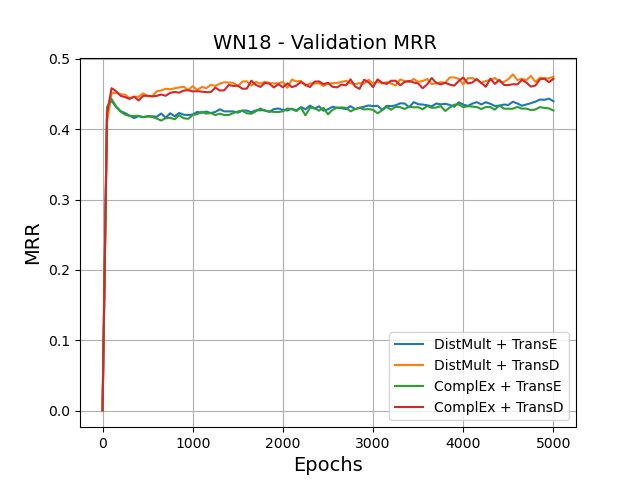 WN18 - Validation MRR
MRR
0.5
0.4
0.3
0.2
0.1
0.0
0 1000 2000 3000 4000 5000
Epochs
DistMult + TransE
DistMult + TransD
ComplEx + TransE
ComplEx + TransD